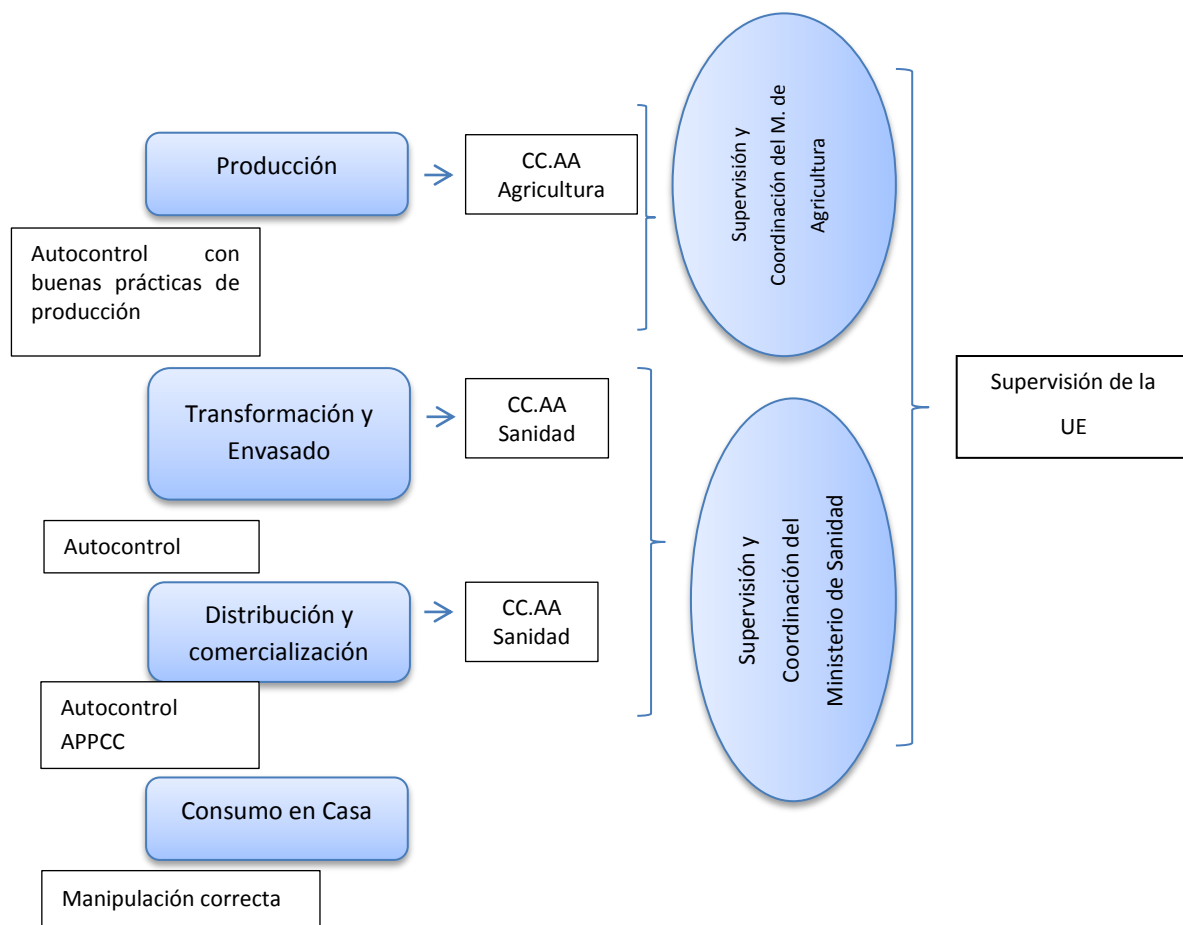 Producción
CC.AA
Agricultura
Autocontrol con
buenas prácticas de
producción
Supervisión y
Coordinación del M. de
Agricultura
Transformación y
Envasado
CC.AA
Sanidad
Supervisión de la
UE
Autocontrol
Distribución y
comercialización
CC.AA
Sanidad
Supervisión y
Coordinación del
Ministerio de Sanidad
Autocontrol
APPCC
Consumo en Casa
Manipulación correcta